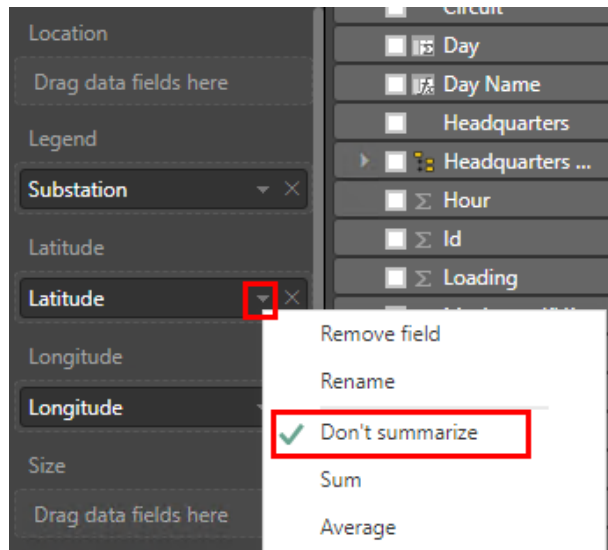 Location
Drag data fields here
Legend
Substation
Latitude
Latitude
Longitude
Longitude
Size
Drag data fields here
Circuit
Day
Day Name
Headquarters
Headquarters ...
Hour
Id
Loading
Remove field
Rename
Don't summarize
Sum
Average